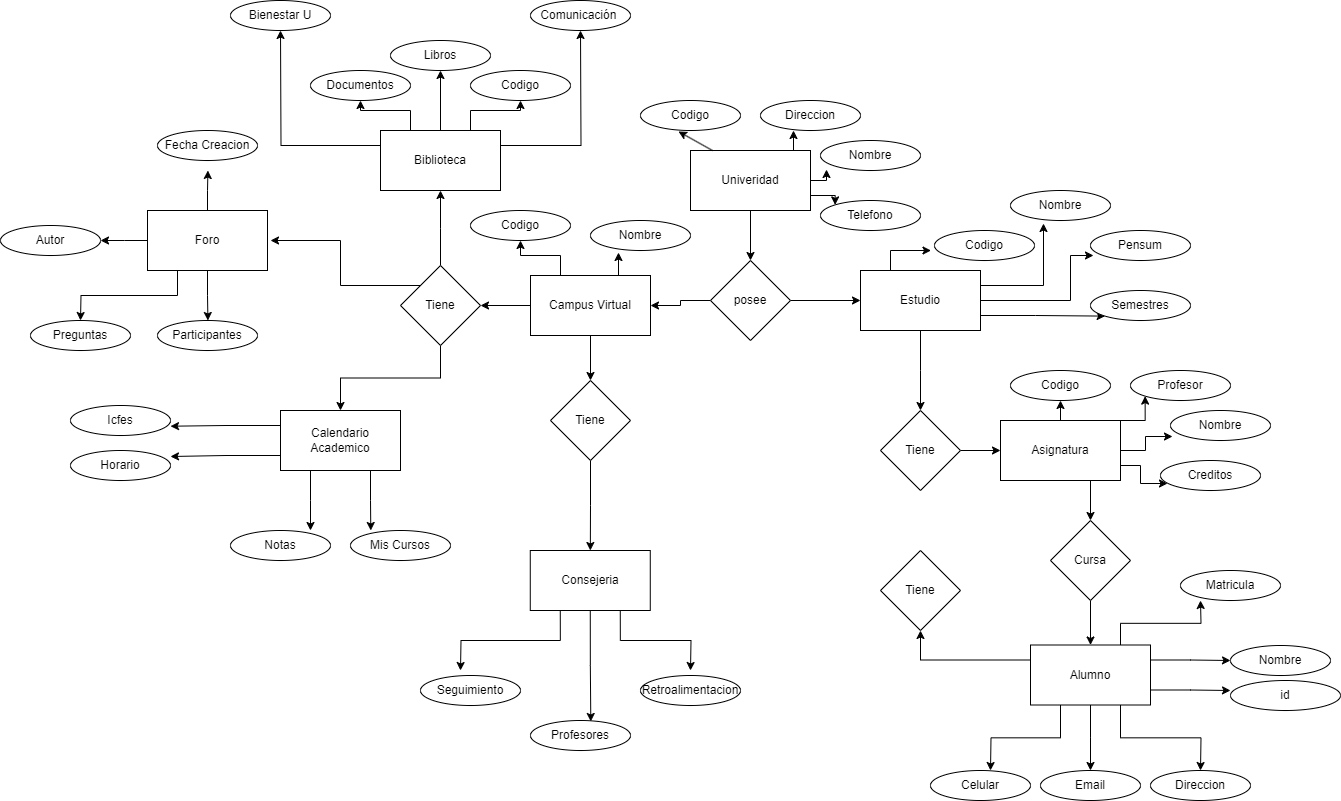 Bienestar U
Comunicación
Libros
Documentos
Codigo
Biblioteca
Codigo
Direccion
Nombre
Univeridad
Telefono
Fecha Creacion
Autor
Foro
Preguntas
Participantes
Codigo
Nombre
Tiene
Campus Virtual
posee
Nombre
Codigo
Pensum
Estudio
Semestres
Icfes
Horario
Calendario
Academico
Notas
Mis Cursos
Tiene
Consejeria
Seguimiento
Profesores
Retroalimentacion
Codigo
Profesor
Nombre
Tiene
Asignatura
Creditos
Cursa
Tiene
Matricula
Alumno
Nombre
id
Celular
Email
Direccion